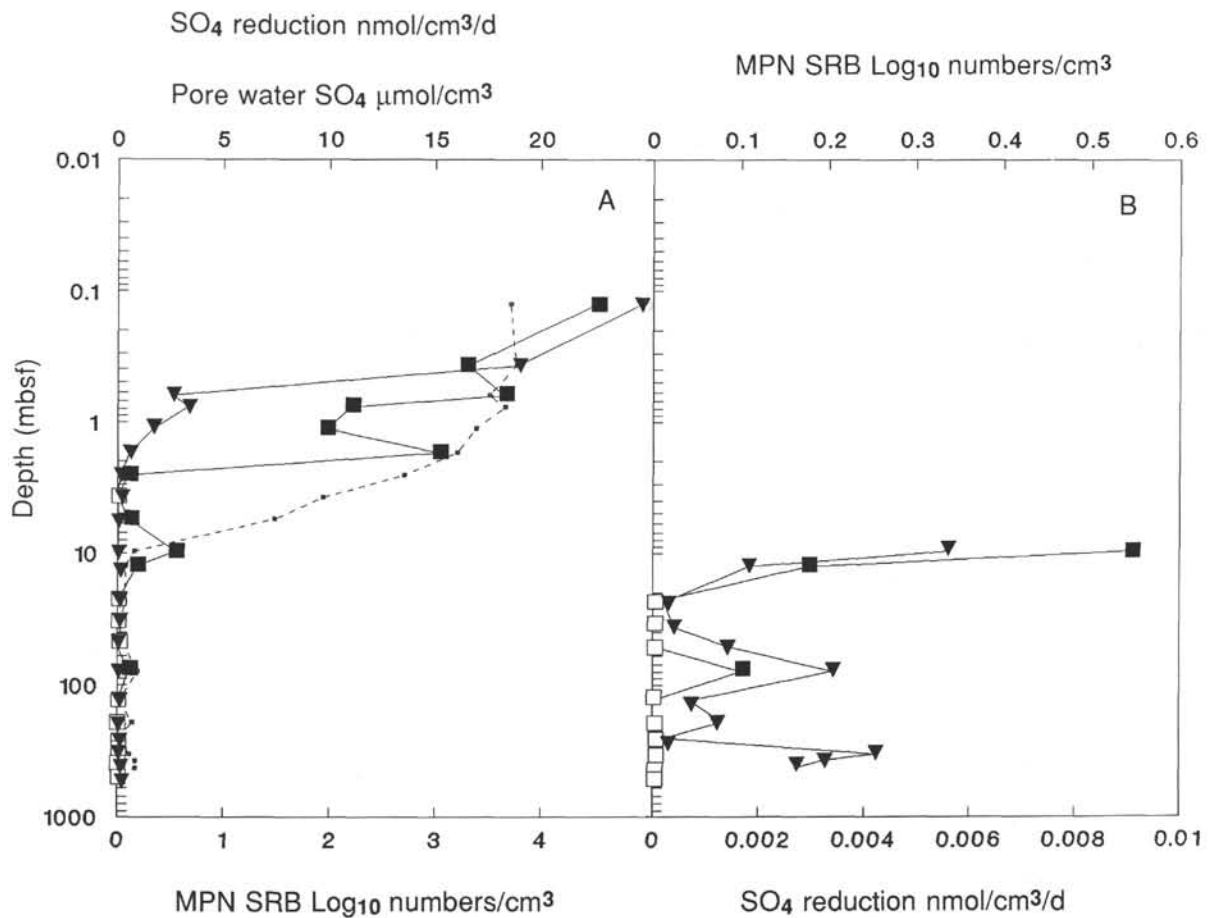 SO₄ reduction nmol/cm³/d
Pore water SO₄ µmol/cm³
0 5 10 15 20
MPN SRB Log₁₀ numbers/cm³
0 0.1 0.2 0.3 0.4 0.5 0.6
A
B
Depth (mbsf)
0.01
0.1
1
10
100
1000
0 1 2 3 4
MPN SRB Log₁₀ numbers/cm³
0 0.002 0.004 0.006 0.008 0.01
SO₄ reduction nmol/cm³/d